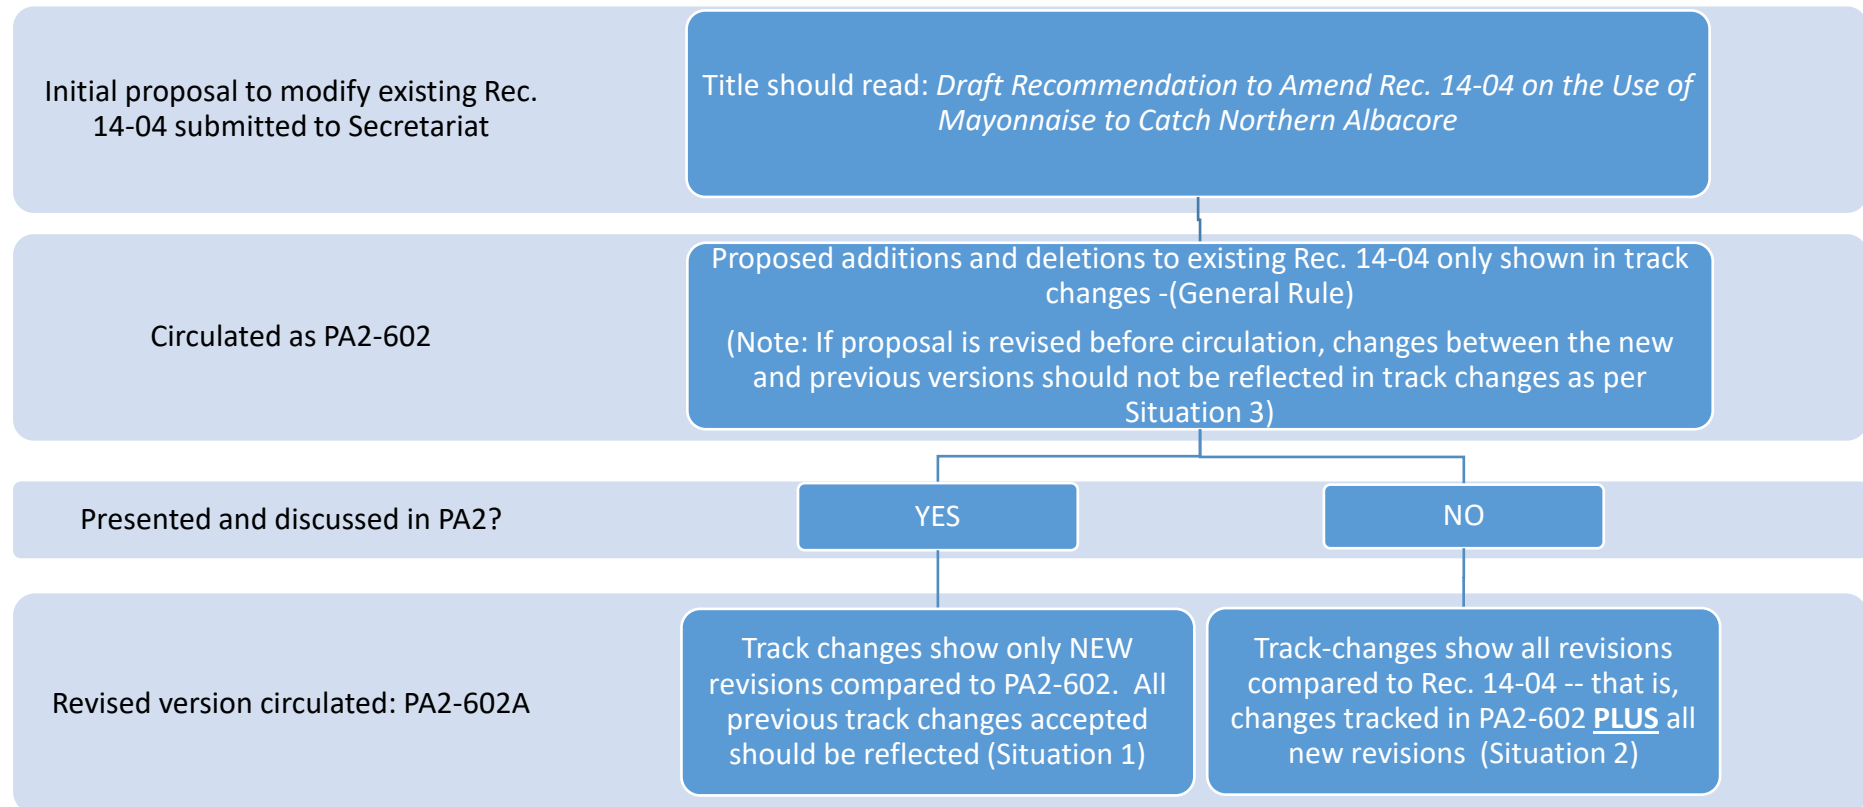 Initial proposal to modify existing Rec.
14-04 submitted to Secretariat
Title should read: Draft Recommendation to Amend Rec. 14-04 on the Use of
Mayonnaise to Catch Northern Albacore
Circulated as PA2-602
Proposed additions and deletions to existing Rec. 14-04 only shown in track
changes -(General Rule)
(Note: If proposal is revised before circulation, changes between the new
and previous versions should not be reflected in track changes as per
Situation 3)
Presented and discussed in PA2?
YES
NO
Revised version circulated: PA2-602A
Track changes show only NEW
revisions compared to PA2-602.  All
previous track changes accepted
should be reflected (Situation 1)
Track-changes show all revisions
compared to Rec. 14-04 -- that is,
changes tracked in PA2-602 PLUS all
new revisions  (Situation 2)